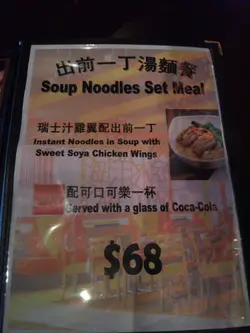 出前一丁湯麵餐
Soup Noodles Set Meal
瑞士汁雞翼配出前一丁
Instant Noodles in Soup with
Sweet Soya Chicken Wings
配可口可樂一杯
Served with a glass of Coca-Cola
$68